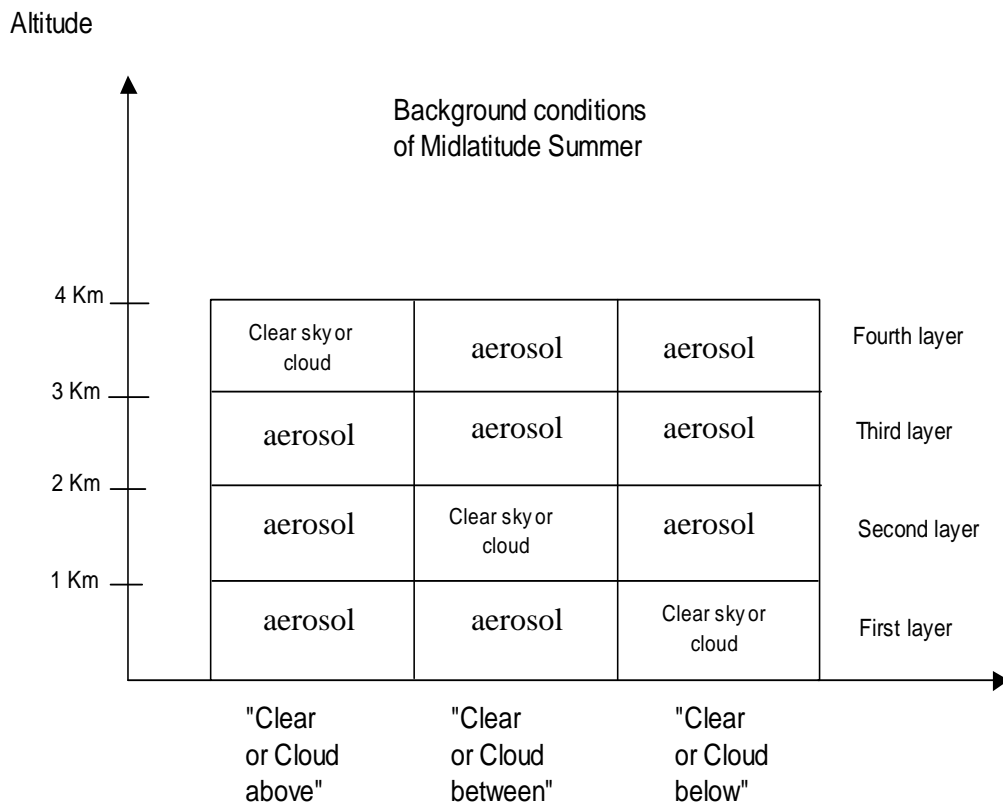 Altitude
Background conditions
of Midlatitude Summer
4 Km
Clear sky or
cloud
aerosol
aerosol
Fourth layer
3 Km
aerosol
aerosol
aerosol
Third layer
2 Km
aerosol
Clear sky or
cloud
aerosol
Second layer
1 Km
aerosol
aerosol
Clear sky or
cloud
First layer
"Clear
or Cloud
above"
"Clear
or Cloud
between"
"Clear
or Cloud
below"